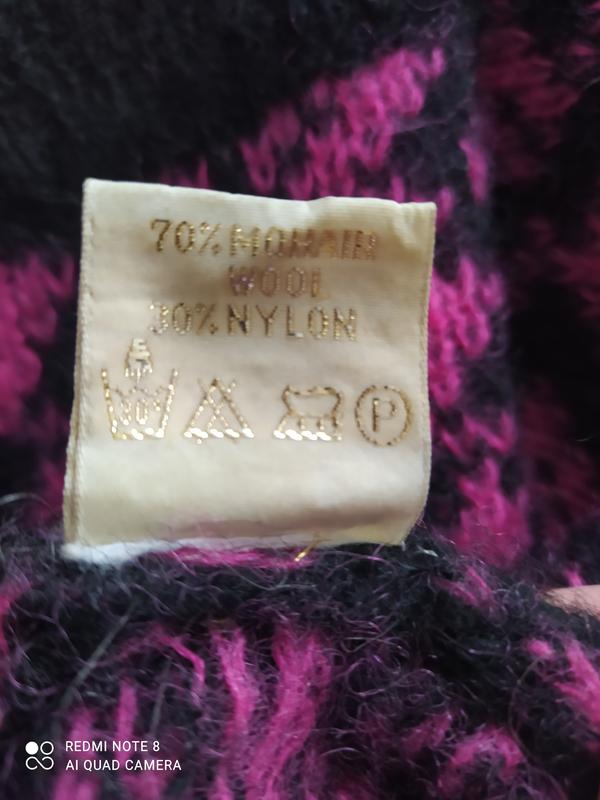 70% MOHAIR
WOOL
30% NYLON
30°
P
REDMI NOTE 8
AI QUAD CAMERA